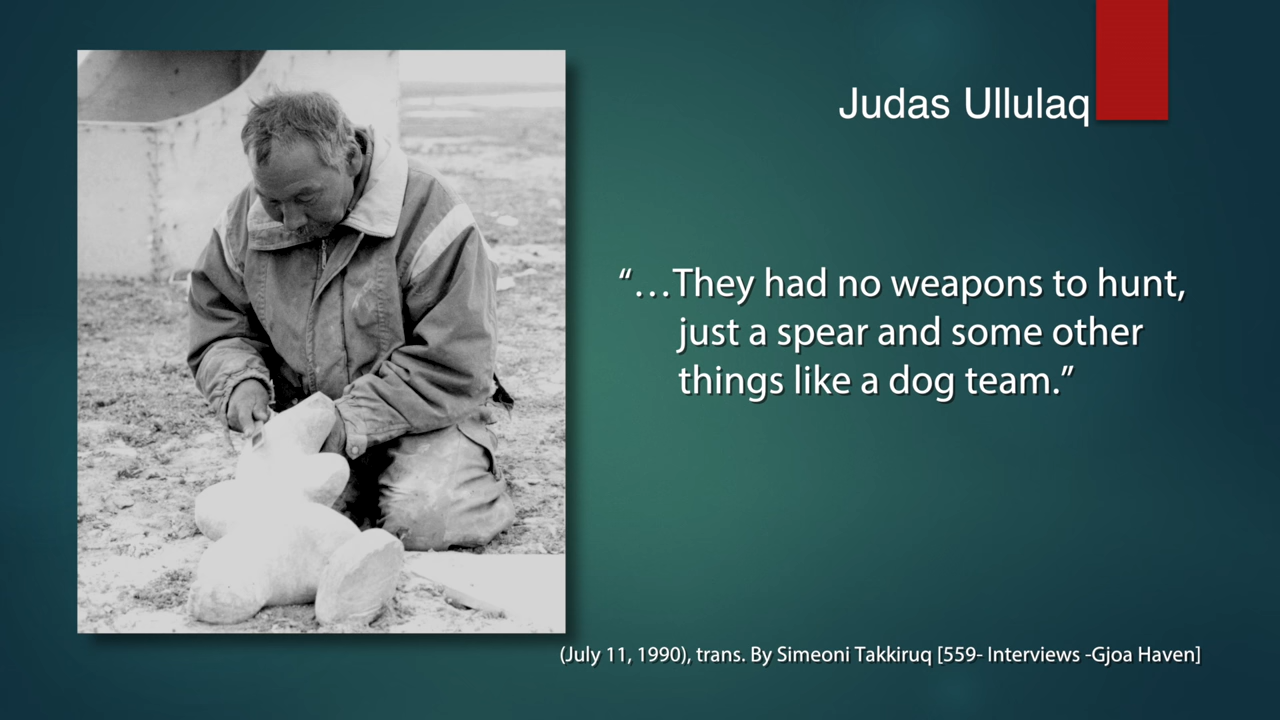 Judas Ullulaq
“…They had no weapons to hunt,
just a spear and some other
things like a dog team.”
(July 11, 1990), trans. By Simeoni Takkiruq [559- Interviews -Gjoa Haven]